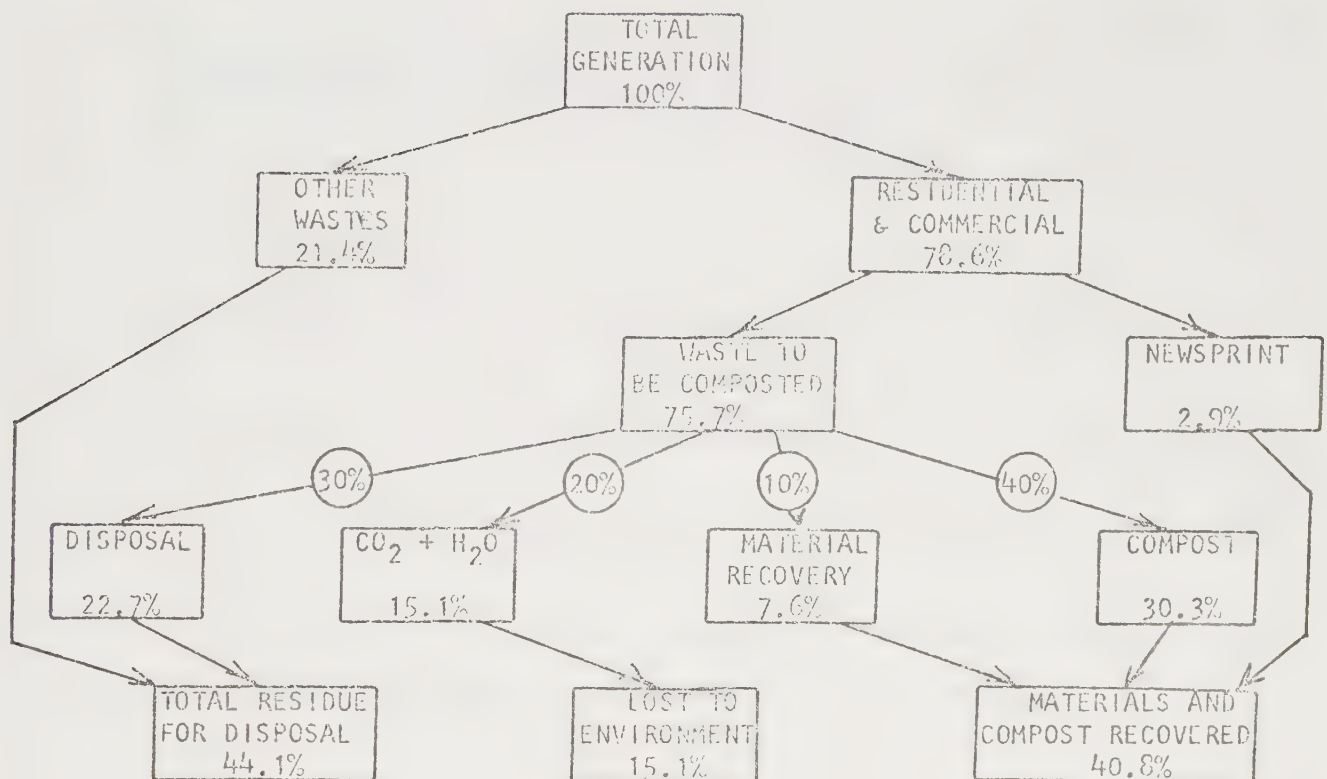 TOTAL
GENERATION
100%
OTHER
WASTES
21.4%
RESIDENTIAL
& COMMERCIAL
78.6%
WASTE TO
BE COMPOSTED
75.7%
NEWSPRINT
2.9%
30%
20%
10%
40%
DISPOSAL
22.7%
CO₂ + H₂O
15.1%
MATERIAL
RECOVERY
7.6%
COMPOST
30.3%
TOTAL RESIDUE
FOR DISPOSAL
44.1%
LOST TO
ENVIRONMENT
15.1%
MATERIALS AND
COMPOST RECOVERED
40.8%